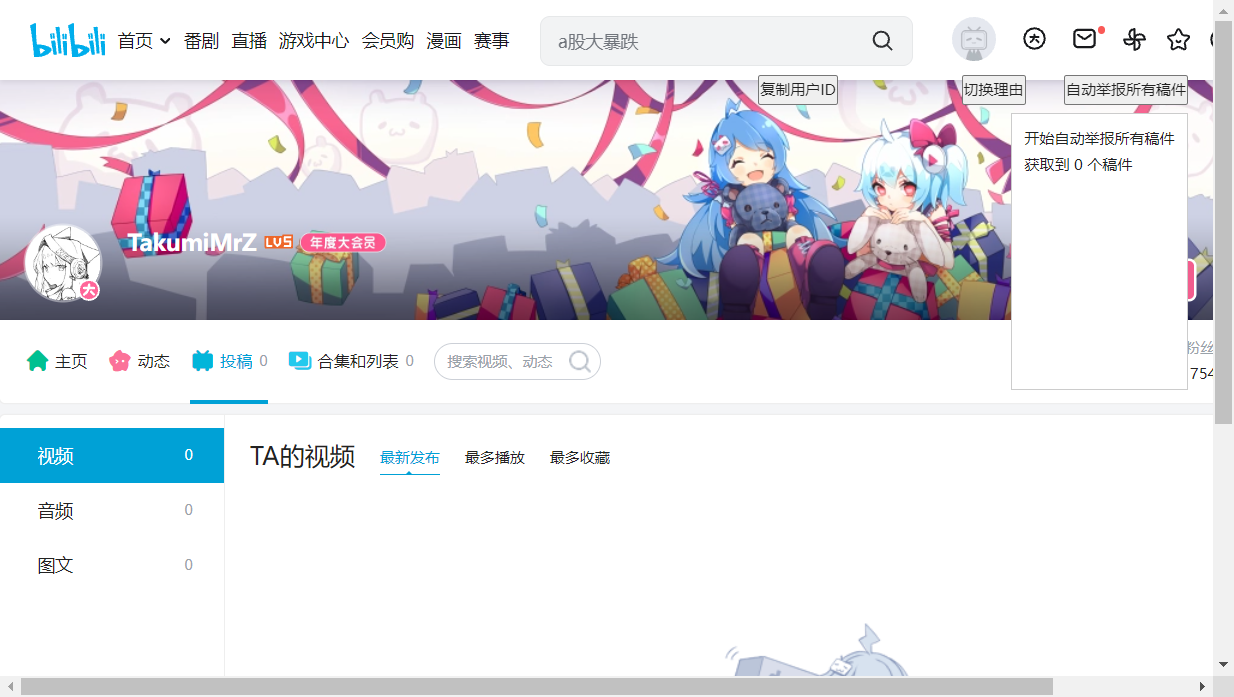 bilibili 首页 番剧 直播 游戏中心 会员购 漫画 赛事 a股大暴跌
复制用户ID 切换理由 自动举报所有稿件
开始自动举报所有稿件
获取到 0 个稿件
TakumiMrZ LV5 年度大会员
大
主页 动态 投稿 0 合集和列表 0 搜索视频、动态 粉丝
754
视频 0
TA的视频 最新发布 最多播放 最多收藏
音频 0
图文 0